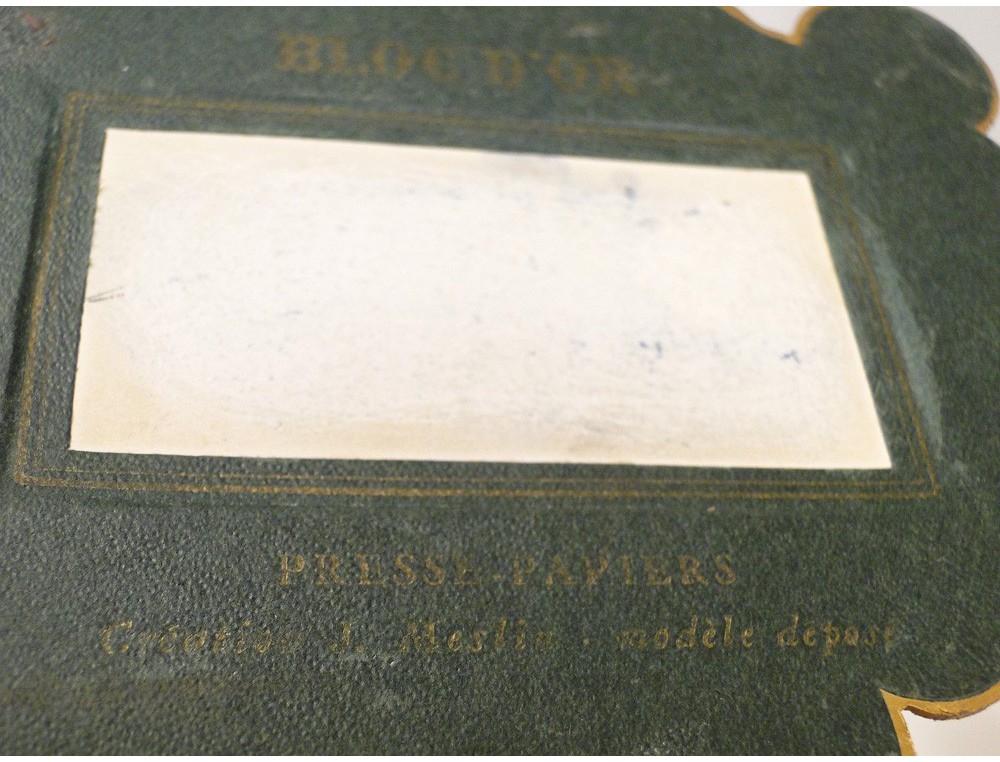 BLOC D'OR
PRESSE-PAPIERS
Création J. Meslin · modèle déposé